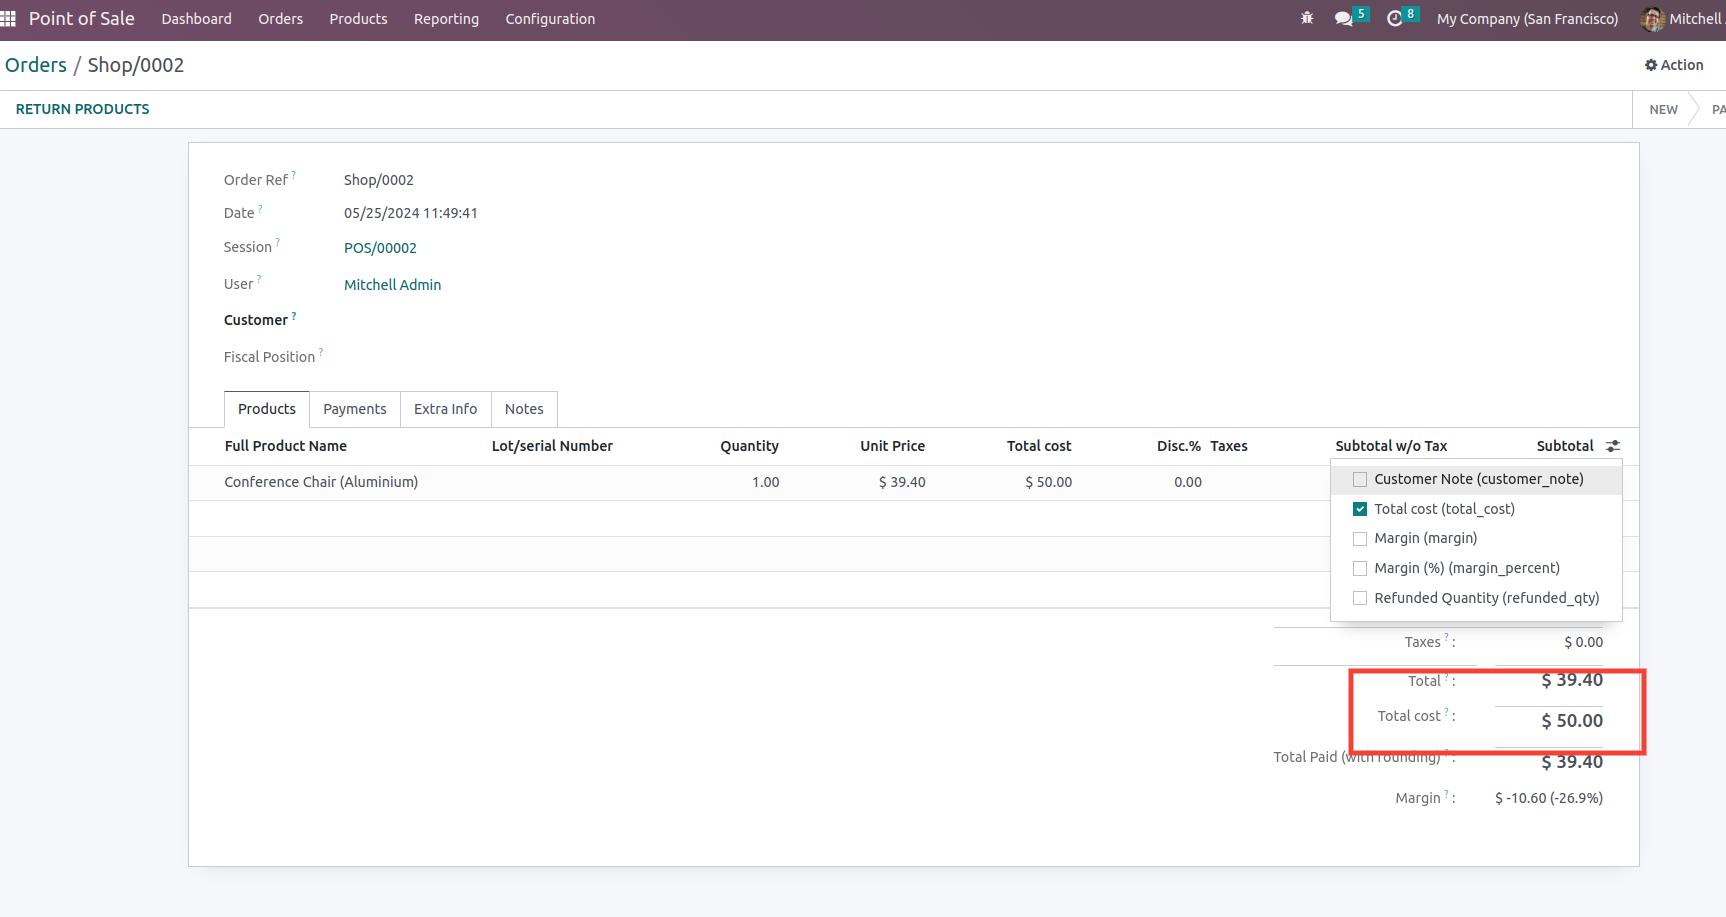 Point of Sale Dashboard Orders Products Reporting Configuration 5 8 My Company (San Francisco) Mitchell
Orders / Shop/0002 Action
RETURN PRODUCTS NEW PA
Order Ref ? Shop/0002
Date ? 05/25/2024 11:49:41
Session ? POS/00002
User ? Mitchell Admin
Customer ?
Fiscal Position ?
Products Payments Extra Info Notes
Full Product Name Lot/serial Number Quantity Unit Price Total cost Disc.% Taxes Subtotal w/o Tax Subtotal
Conference Chair (Aluminium) 1.00 $ 39.40 $ 50.00 0.00
Customer Note (customer_note)
Total cost (total_cost)
Margin (margin)
Margin (%) (margin_percent)
Refunded Quantity (refunded_qty)
Taxes ? : $ 0.00
Total ? : $ 39.40
Total cost ? : $ 50.00
Total Paid (with rounding) ? : $ 39.40
Margin ? : $ -10.60 (-26.9%)